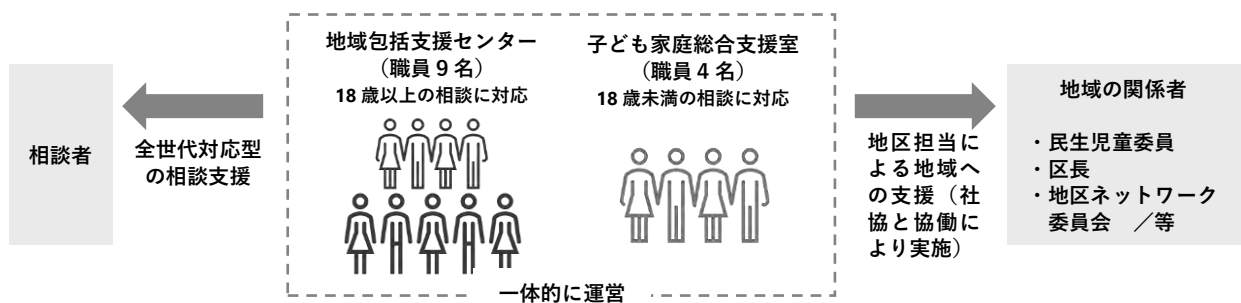 相談者
全世代対応型
の相談支援
地域包括支援センター
（職員９名）
18 歳以上の相談に対応
子ども家庭総合支援室
（職員４名）
18 歳未満の相談に対応
一体的に運営
地区担当に
よる地域へ
の支援（社
協と協働に
より実施）
地域の関係者
・民生児童委員
・区長
・地区ネットワーク
委員会　／等